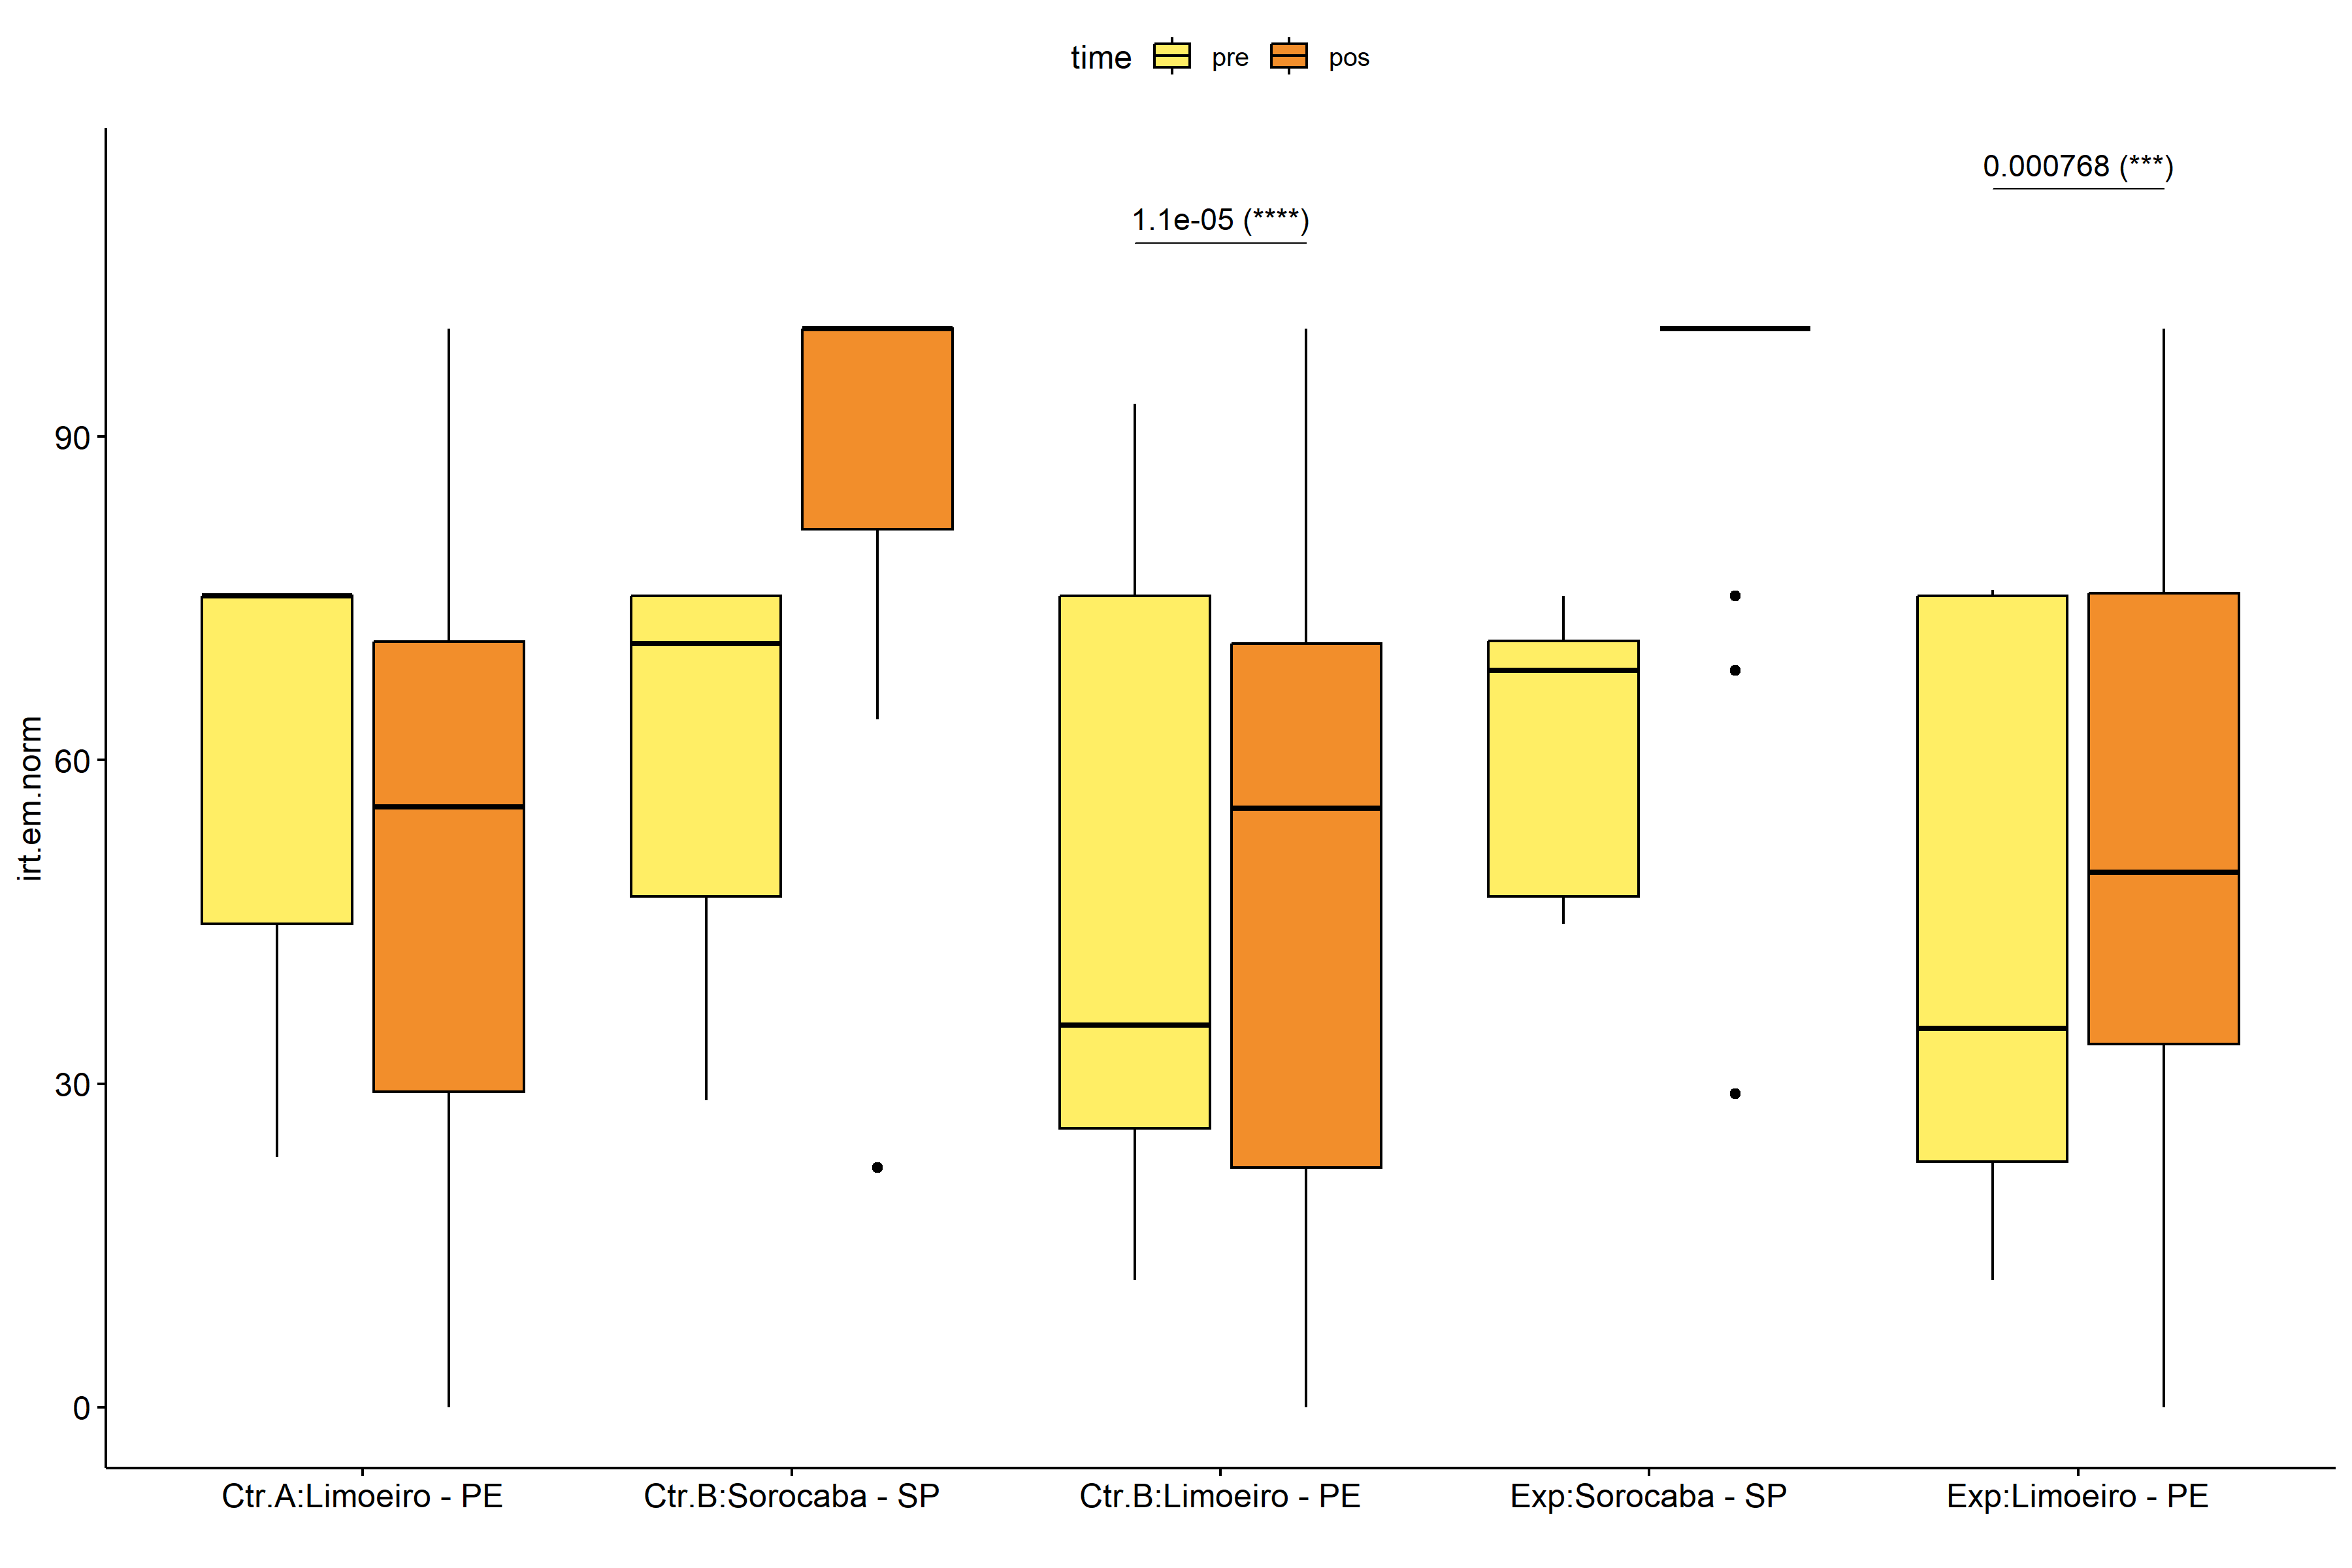 time pre pos
0.000768 (***)
1.1e-05 (****)
90
60
30
0
irt.em.norm
Ctr.A:Limoeiro - PE
Ctr.B:Sorocaba - SP
Ctr.B:Limoeiro - PE
Exp:Sorocaba - SP
Exp:Limoeiro - PE